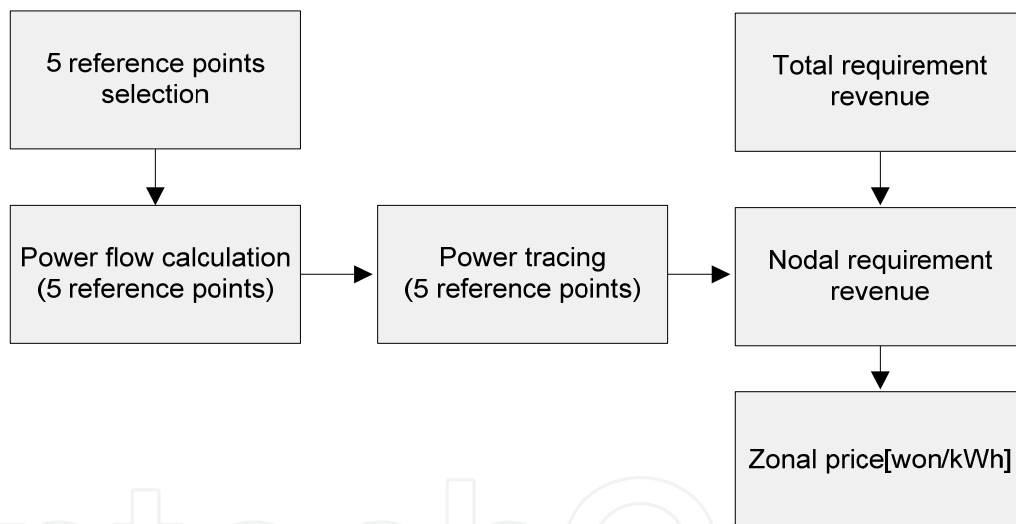 5 reference points
selection
Total requirement
revenue
Power flow calculation
(5 reference points)
Power tracing
(5 reference points)
Nodal requirement
revenue
Zonal price[won/kWh]